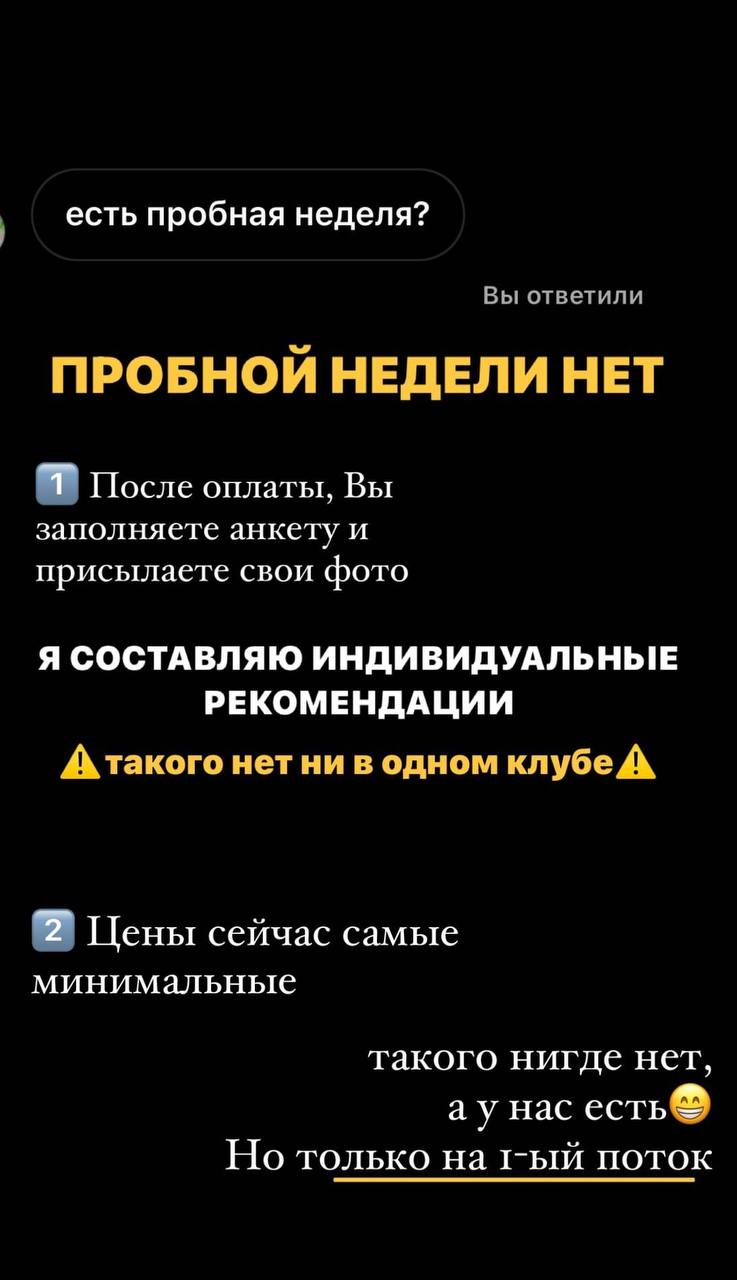 есть пробная неделя?
Вы ответили
ПРОБНОЙ НЕДЕЛИ НЕТ
1️⃣ После оплаты, Вы
заполняете анкету и
присылаете свои фото
Я СОСТАВЛЯЮ ИНДИВИДУАЛЬНЫЕ
РЕКОМЕНДАЦИИ
⚠️такого нет ни в одном клубе⚠️
2️⃣ Цены сейчас самые
минимальные
такого нигде нет,
а у нас есть😁
Но только на 1-ый поток